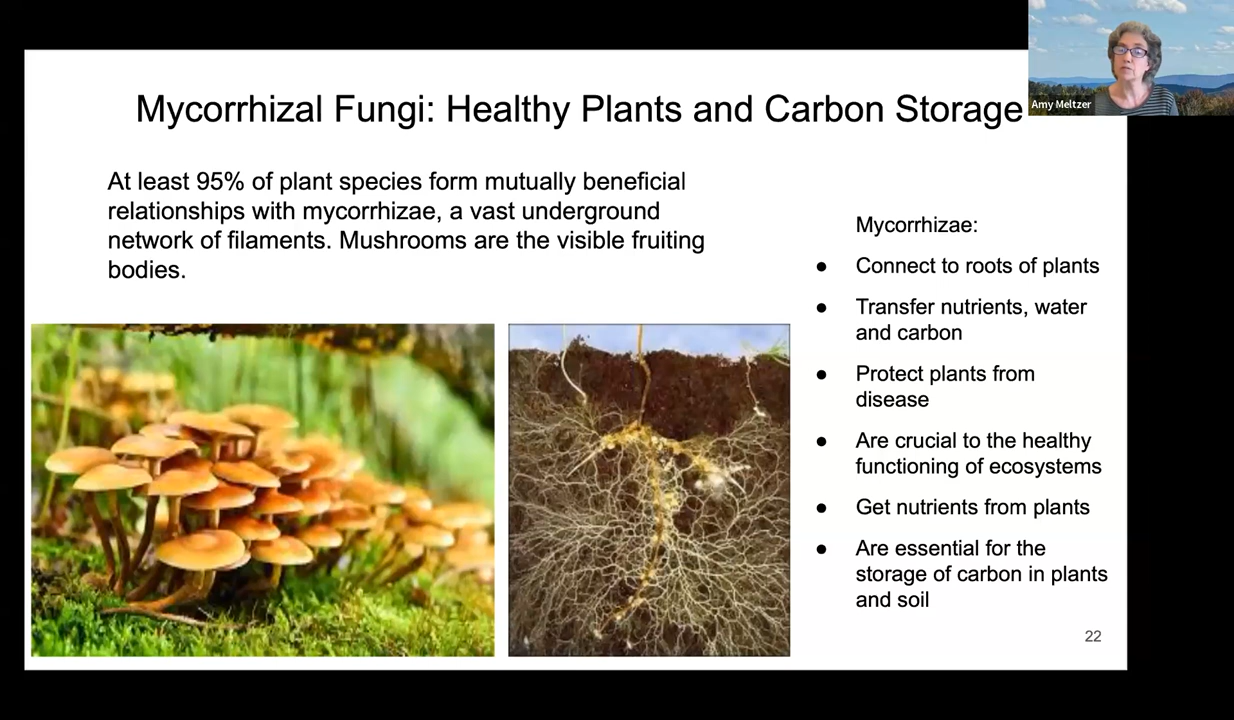 Mycorrhizal Fungi: Healthy Plants and Carbon Storage
Amy Meltzer
At least 95% of plant species form mutually beneficial
relationships with mycorrhizae, a vast underground
network of filaments. Mushrooms are the visible fruiting
bodies.
Mycorrhizae:
● Connect to roots of plants
● Transfer nutrients, water
and carbon
● Protect plants from
disease
● Are crucial to the healthy
functioning of ecosystems
● Get nutrients from plants
● Are essential for the
storage of carbon in plants
and soil
22